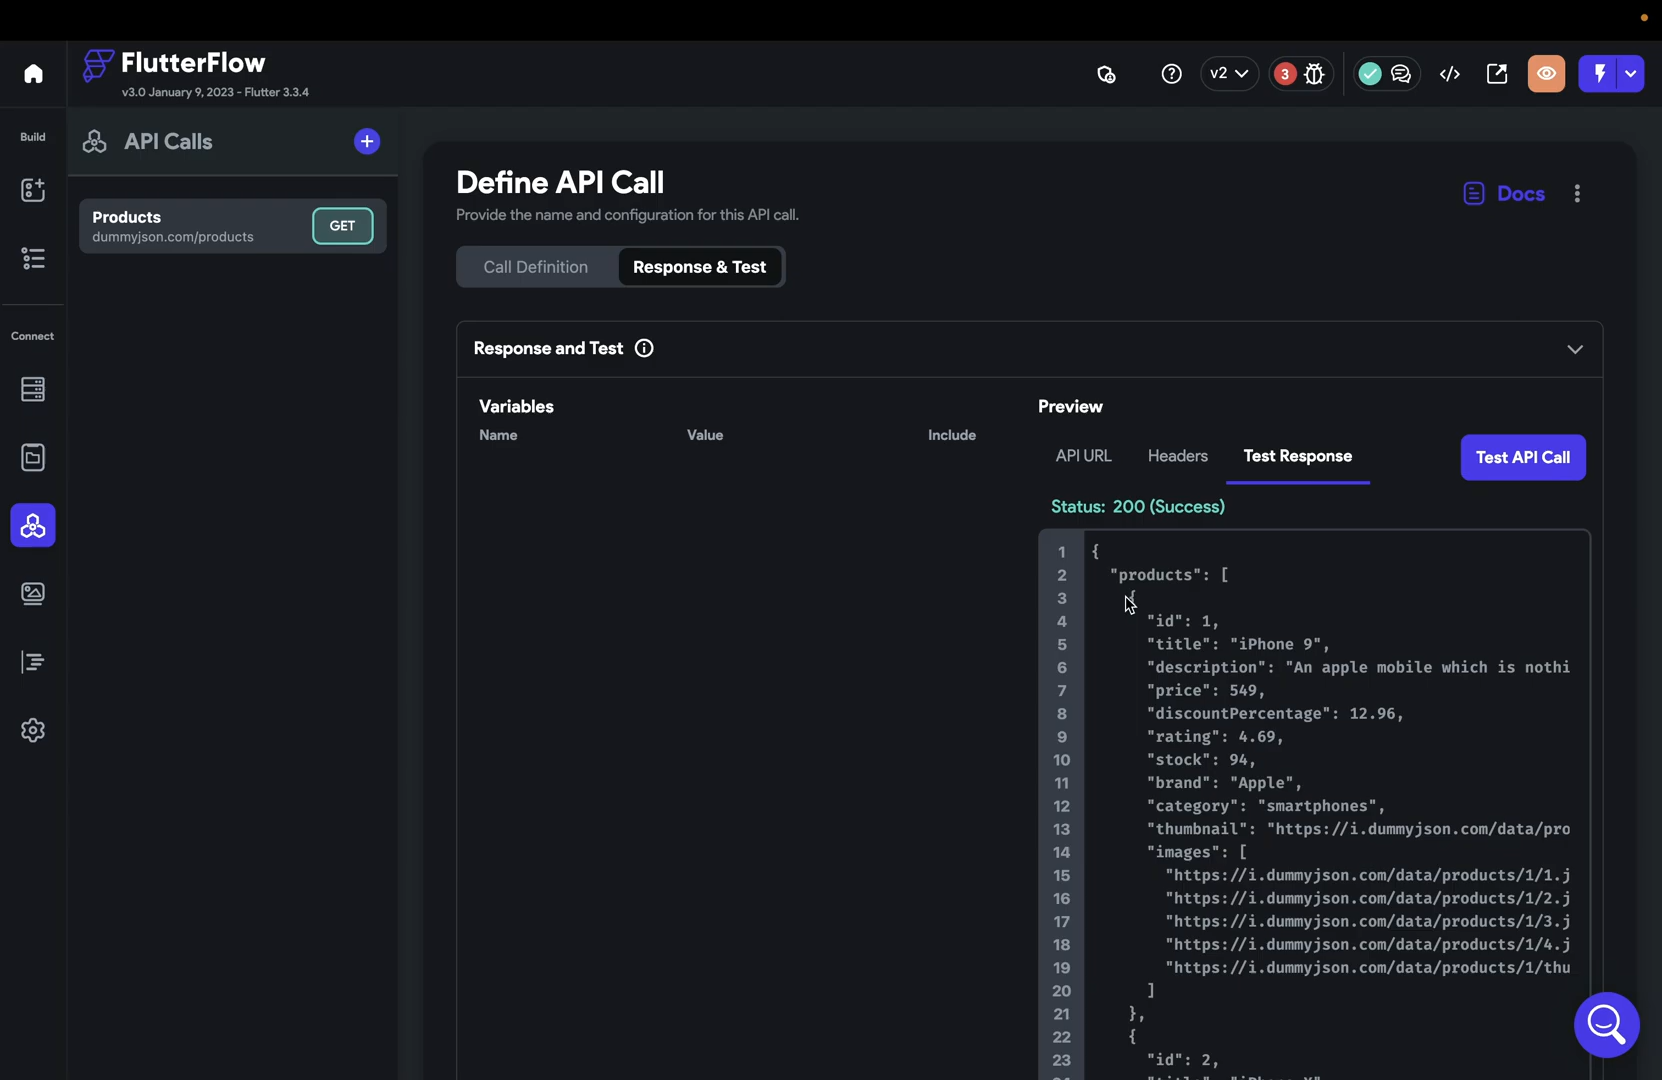 FlutterFlow
v3.0 January 9, 2023 - Flutter 3.3.4
v2
3
Build
API Calls
Products
dummyjson.com/products
GET
Connect
Define API Call
Provide the name and configuration for this API call.
Docs
Call Definition
Response & Test
Response and Test
Variables
Name Value Include
Preview
API URL Headers Test Response
Test API Call
Status: 200 (Success)
1 {
2 "products": [
3 {
4 "id": 1,
5 "title": "iPhone 9",
6 "description": "An apple mobile which is nothi
7 "price": 549,
8 "discountPercentage": 12.96,
9 "rating": 4.69,
10 "stock": 94,
11 "brand": "Apple",
12 "category": "smartphones",
13 "thumbnail": "https://i.dummyjson.com/data/pro
14 "images": [
15 "https://i.dummyjson.com/data/products/1/1.j
16 "https://i.dummyjson.com/data/products/1/2.j
17 "https://i.dummyjson.com/data/products/1/3.j
18 "https://i.dummyjson.com/data/products/1/4.j
19 "https://i.dummyjson.com/data/products/1/thu
20 ]
21 },
22 {
23 "id": 2,